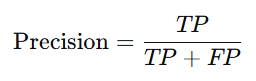 Precision = TP / (TP + FP)